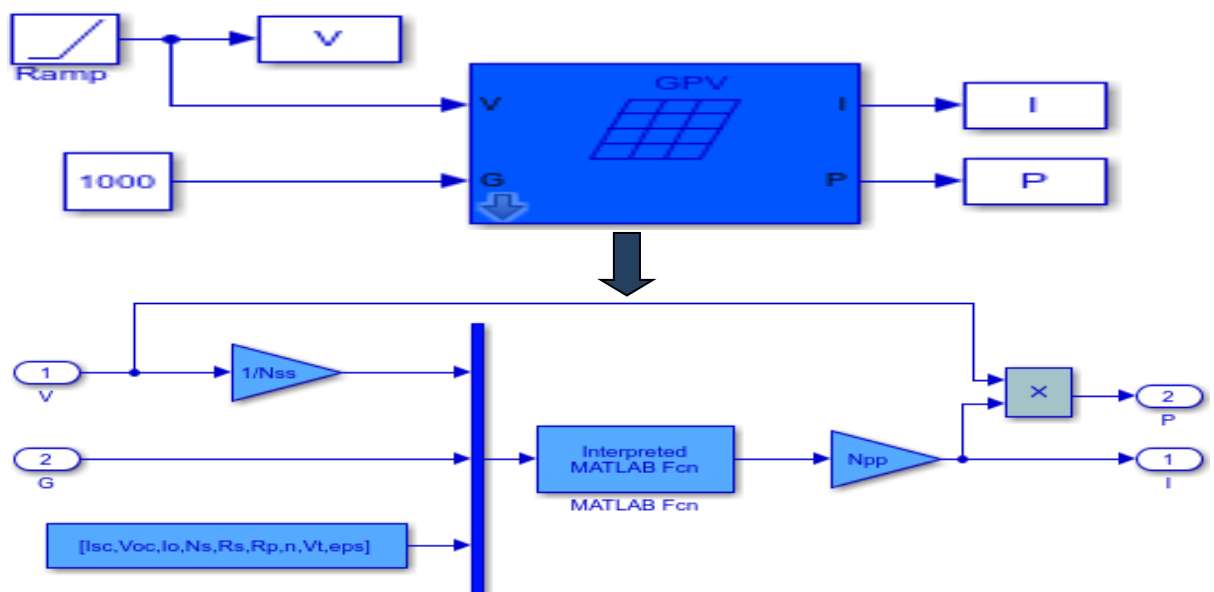 V
Ramp
GPV
V
I
I
1000
G
P
P
1
V
1/Nss
×
2
P
2
G
Interpreted
MATLAB Fcn
MATLAB Fcn
Npp
1
I
[Isc,Voc,Io,Ns,Rs,Rp,n,Vt,eps]